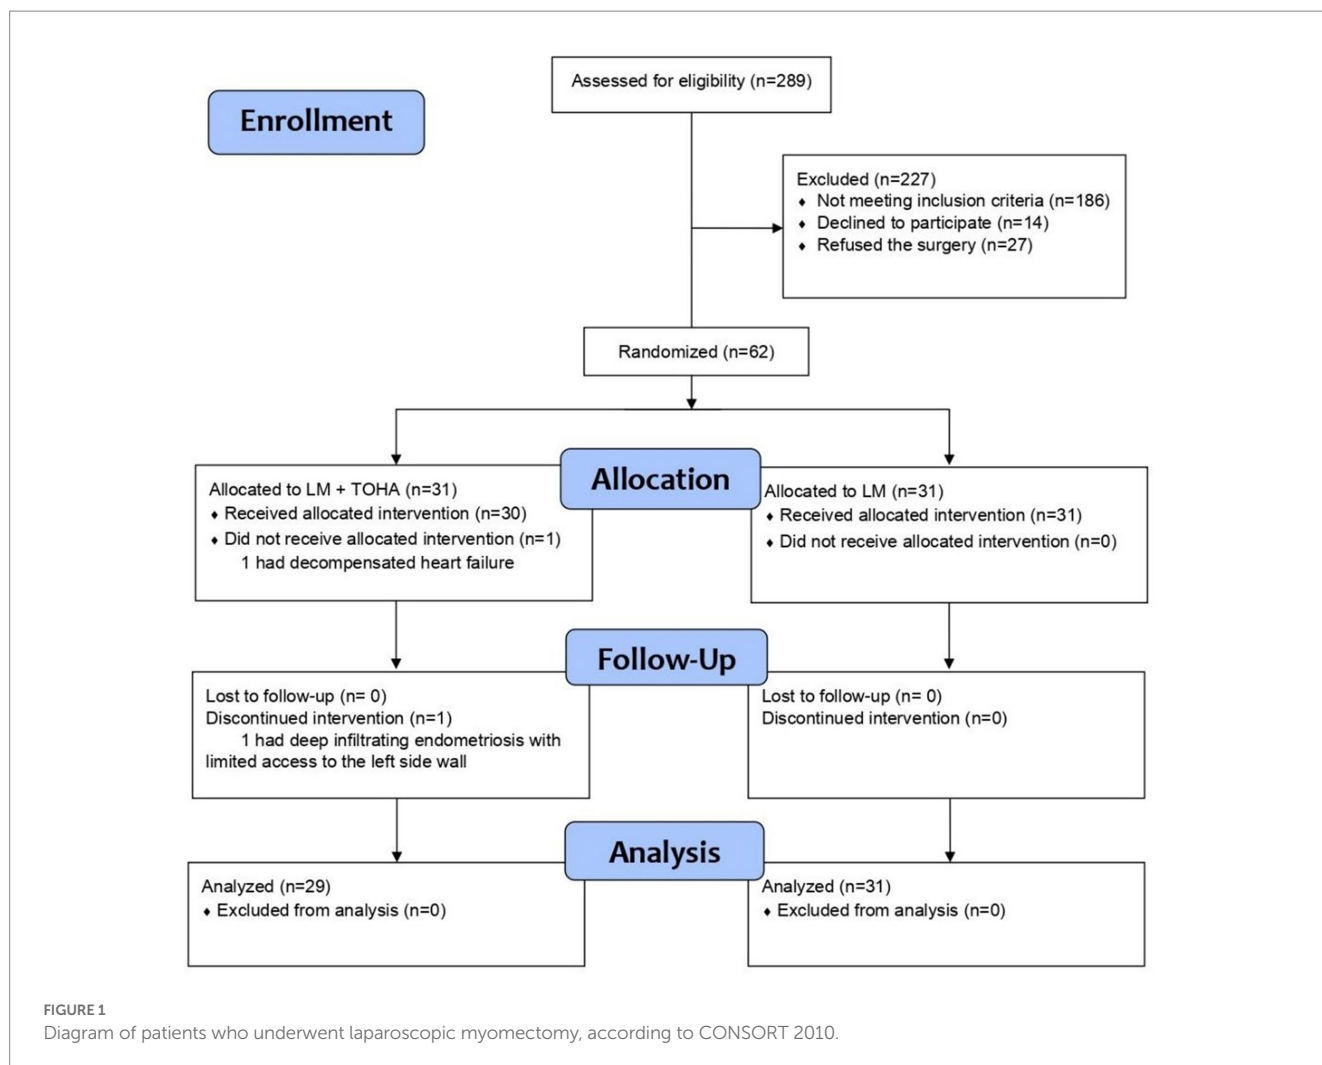 Enrollment
Assessed for eligibility (n=289)
Excluded (n=227)
♦ Not meeting inclusion criteria (n=186)
♦ Declined to participate (n=14)
♦ Refused the surgery (n=27)
Randomized (n=62)
Allocation
Allocated to LM + TOHA (n=31)
♦ Received allocated intervention (n=30)
♦ Did not receive allocated intervention (n=1)
1 had decompensated heart failure
Allocated to LM (n=31)
♦ Received allocated intervention (n=31)
♦ Did not receive allocated intervention (n=0)
Follow-Up
Lost to follow-up (n= 0)
Discontinued intervention (n=1)
1 had deep infiltrating endometriosis with
limited access to the left side wall
Lost to follow-up (n= 0)
Discontinued intervention (n=0)
Analysis
Analyzed (n=29)
♦ Excluded from analysis (n=0)
Analyzed (n=31)
♦ Excluded from analysis (n=0)
FIGURE 1
Diagram of patients who underwent laparoscopic myomectomy, according to CONSORT 2010.